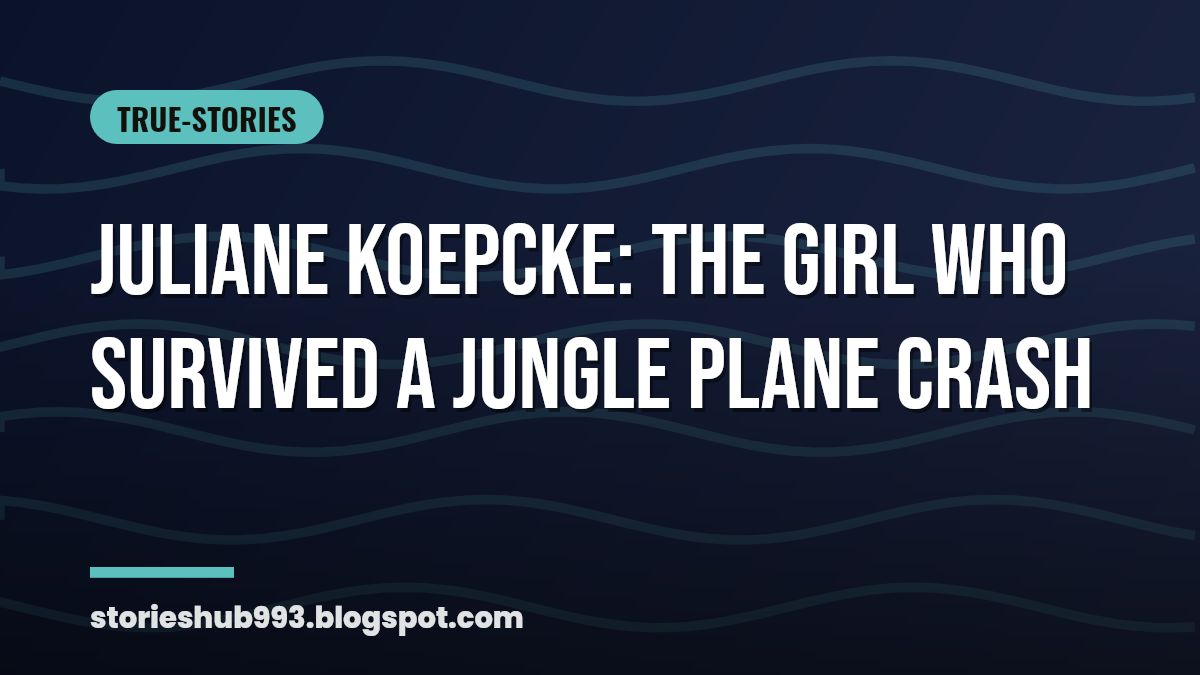 TRUE-STORIES
JULIANE KOEPCKE: THE GIRL WHO
SURVIVED A JUNGLE PLANE CRASH
storieshub993.blogspot.com